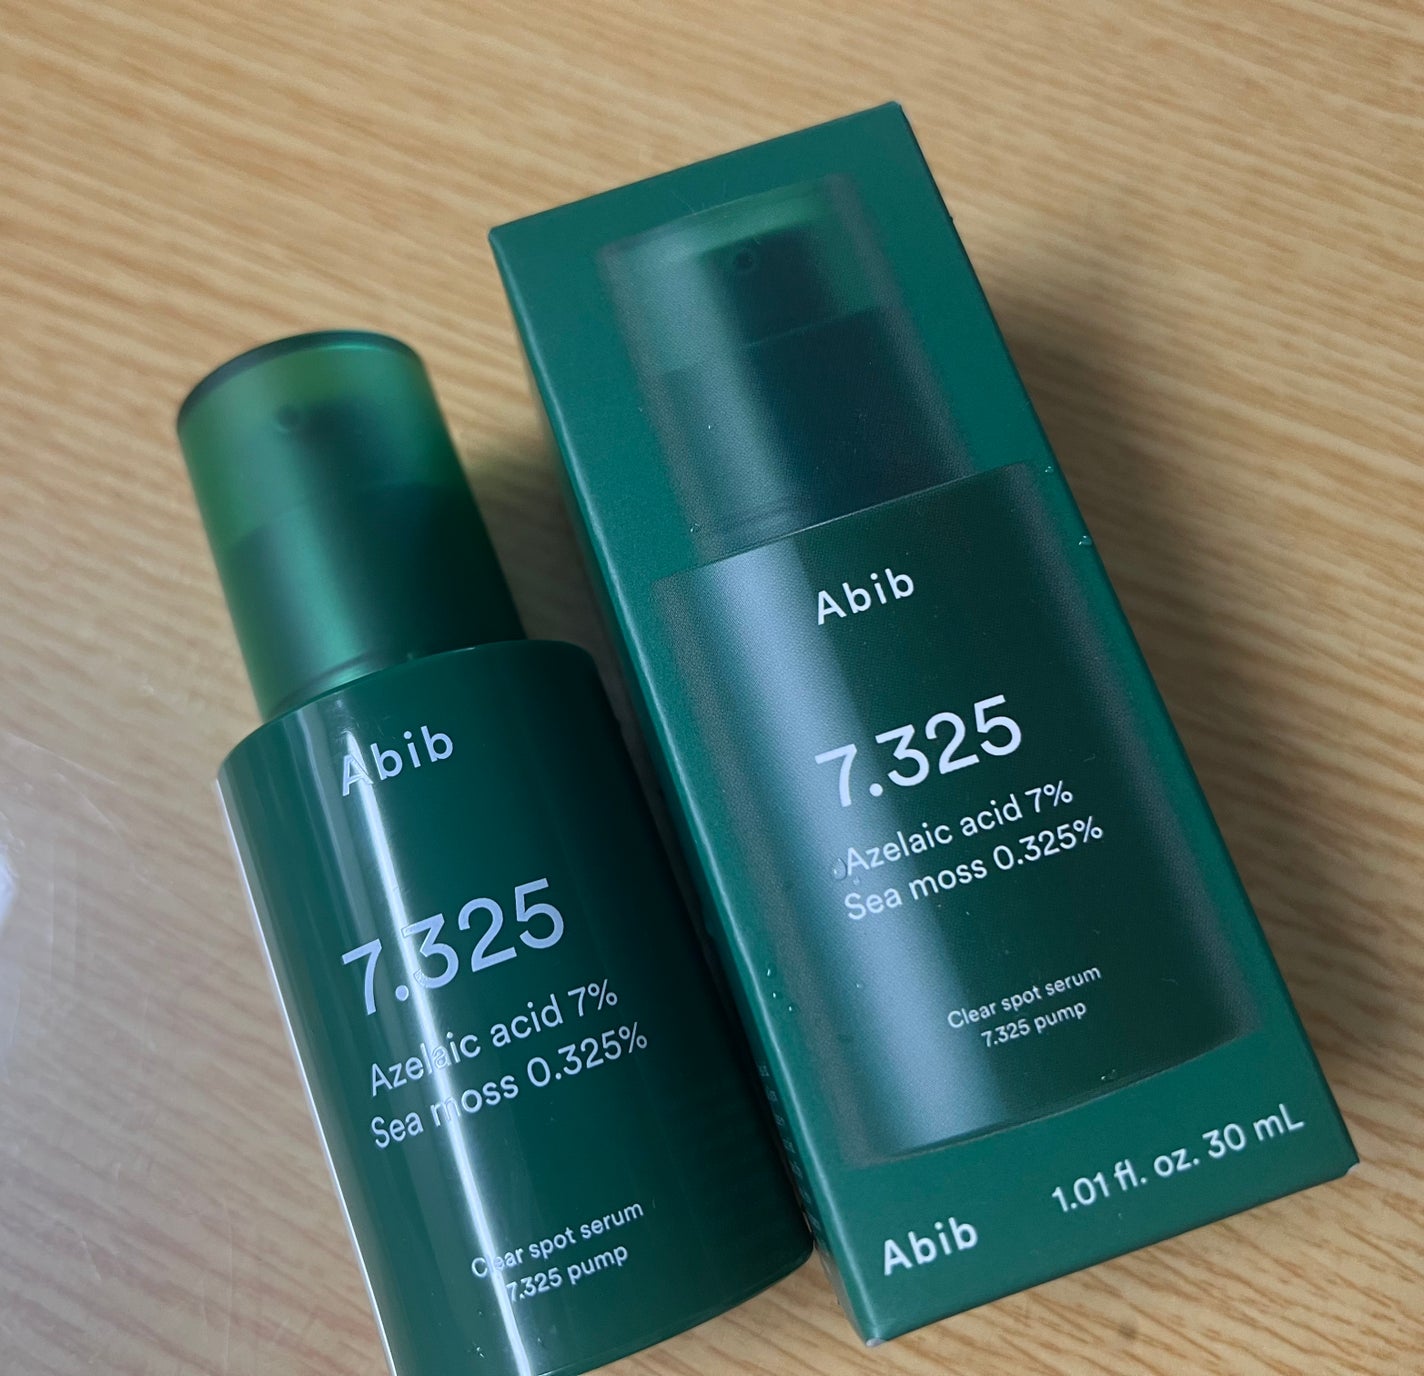 Abib
7.325
Azelaic acid 7%
Sea moss 0.325%
Clear spot serum
7.325 pump
Abib
7.325
Azelaic acid 7%
Sea moss 0.325%
Clear spot serum
7.325 pump
Abib
1.01 fl. oz. 30 mL